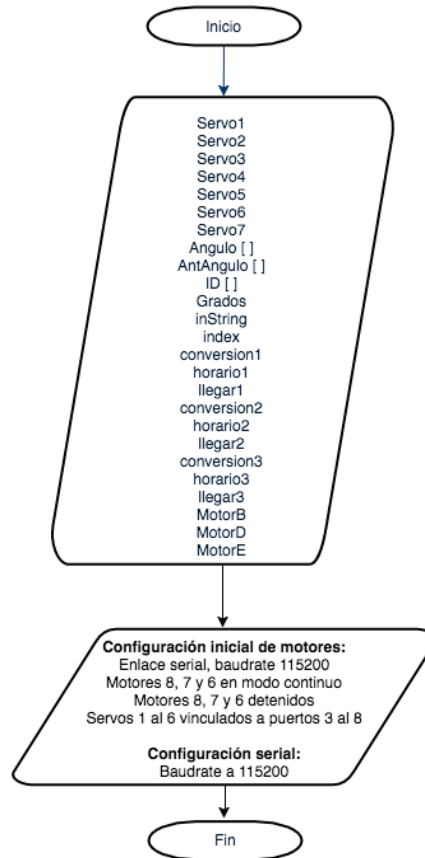 Inicio
Servo1
Servo2
Servo3
Servo4
Servo5
Servo6
Servo7
Angulo [ ]
AntAngulo [ ]
ID [ ]
Grados
inString
index
conversion1
horario1
llegar1
conversion2
horario2
llegar2
conversion3
horario3
llegar3
MotorB
MotorD
MotorE
Configuración inicial de motores:
Enlace serial, baudrate 115200
Motores 8, 7 y 6 en modo continuo
Motores 8, 7 y 6 detenidos
Servos 1 al 6 vinculados a puertos 3 al 8
Configuración serial:
Baudrate a 115200
Fin